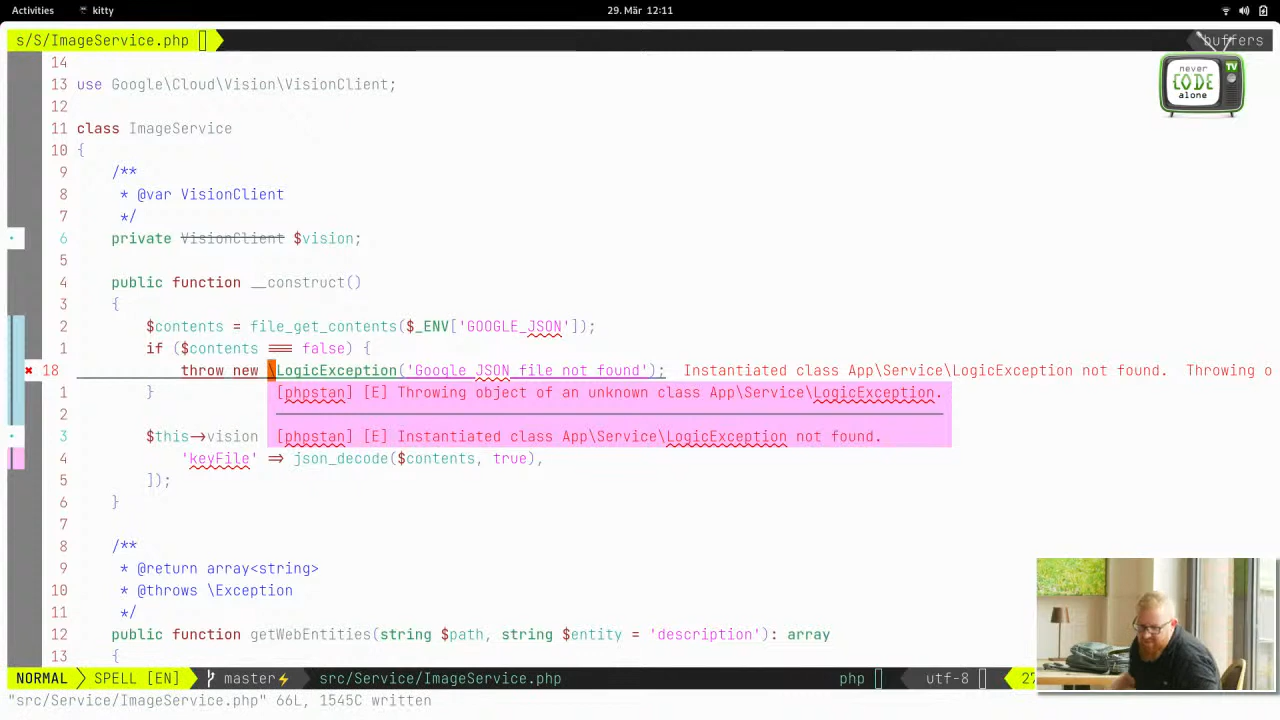 Activities kitty 29. Mär 12:11
s/S/ImageService.php buffers
never CODE alone TV
14
13 use Google\Cloud\Vision\VisionClient;
12
11 class ImageService
10 {
9 /**
8 * @var VisionClient
7 */
6 private VisionClient $vision;
5
4 public function __construct()
3 {
2 $contents = file_get_contents($_ENV['GOOGLE_JSON']);
1 if ($contents === false) {
18 throw new \LogicException('Google JSON file not found'); Instantiated class App\Service\LogicException not found. Throwing o
1 } [phpstan] [E] Throwing object of an unknown class App\Service\LogicException.
2
3 $this->vision [phpstan] [E] Instantiated class App\Service\LogicException not found.
4 'keyFile' => json_decode($contents, true),
5 ]);
6 }
7
8 /**
9 * @return array<string>
10 * @throws \Exception
11 */
12 public function getWebEntities(string $path, string $entity = 'description'): array
13 {
NORMAL SPELL [EN] master⚡ src/Service/ImageService.php php utf-8
"src/Service/ImageService.php" 66L, 1545C written